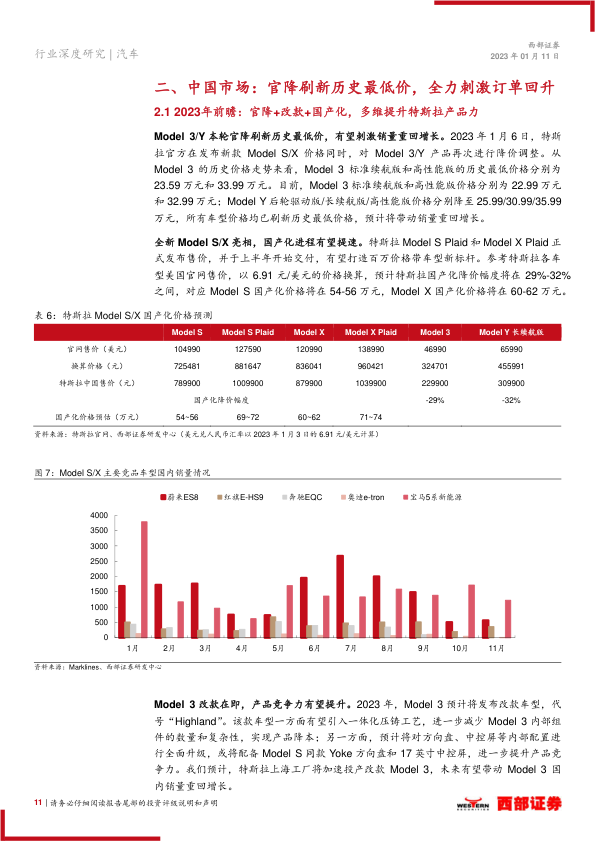 行业深度研究 | 汽车
西部证券
2023 年 01 月 11 日
二、中国市场：官降刷新历史最低价，全力刺激订单回升
2.1 2023年前瞻：官降+改款+国产化，多维提升特斯拉产品力
Model 3/Y 本轮官降刷新历史最低价，有望刺激销量重回增长。2023 年 1 月 6 日，特斯
拉官方在发布新款 Model S/X 价格同时，对 Model 3/Y 产品再次进行降价调整。从
Model 3 的历史价格走势来看，Model 3 标准续航版和高性能版的历史最低价格分别为
23.59 万元和 33.99 万元。目前，Model 3 标准续航版和高性能版价格分别为 22.99 万元
和 32.99 万元；Model Y 后轮驱动版/长续航版/高性能版价格分别降至 25.99/30.99/35.99
万元，所有车型价格均已刷新历史最低价格，预计将带动销量重回增长。
全新 Model S/X 亮相，国产化进程有望提速。特斯拉 Model S Plaid 和 Model X Plaid 正
式发布售价，并于上半年开始交付，有望打造百万价格带车型新标杆。参考特斯拉各车
型美国官网售价，以 6.91 元/美元的价格换算，预计特斯拉国产化降价幅度将在 29%-32%
之间，对应 Model S 国产化价格将在 54-56 万元，Model X 国产化价格将在 60-62 万元。
表 6：特斯拉 Model S/X 国产化价格预测
Model S Model S Plaid Model X Model X Plaid Model 3 Model Y 长续航版
官网售价（美元） 104990 127590 120990 138990 46990 65990
换算价格（元） 725481 881647 836041 960421 324701 455991
特斯拉中国售价（元） 789900 1009900 879900 1039900 229900 309900
国产化降价幅度 -29% -32%
国产化价格预估（万元） 54~56 69~72 60~62 71~74
资料来源：特斯拉官网、西部证券研发中心（美元兑人民币汇率以 2023 年 1 月 3 日的 6.91 元/美元计算）
图 7：Model S/X 主要竞品车型国内销量情况
蔚来ES8 红旗E-HS9 奔驰EQC 奥迪e-tron 宝马5系新能源
4000
3500
3000
2500
2000
1500
1000
500
0
1月 2月 3月 4月 5月 6月 7月 8月 9月 10月 11月
资料来源：Marklines、西部证券研发中心
Model 3 改款在即，产品竞争力有望提升。2023 年，Model 3 预计将发布改款车型，代
号“Highland”。该款车型一方面有望引入一体化压铸工艺，进一步减少 Model 3 内部组
件的数量和复杂性，实现产品降本；另一方面，预计将对方向盘、中控屏等内部配置进
行全面升级，或将配备 Model S 同款 Yoke 方向盘和 17 英寸中控屏，进一步提升产品竞
争力。我们预计，特斯拉上海工厂将加速投产改款 Model 3，未来有望带动 Model 3 国
内销量重回增长。
11 | 请务必仔细阅读报告尾部的投资评级说明和声明
WESTERN
SECURITIES
西部证券